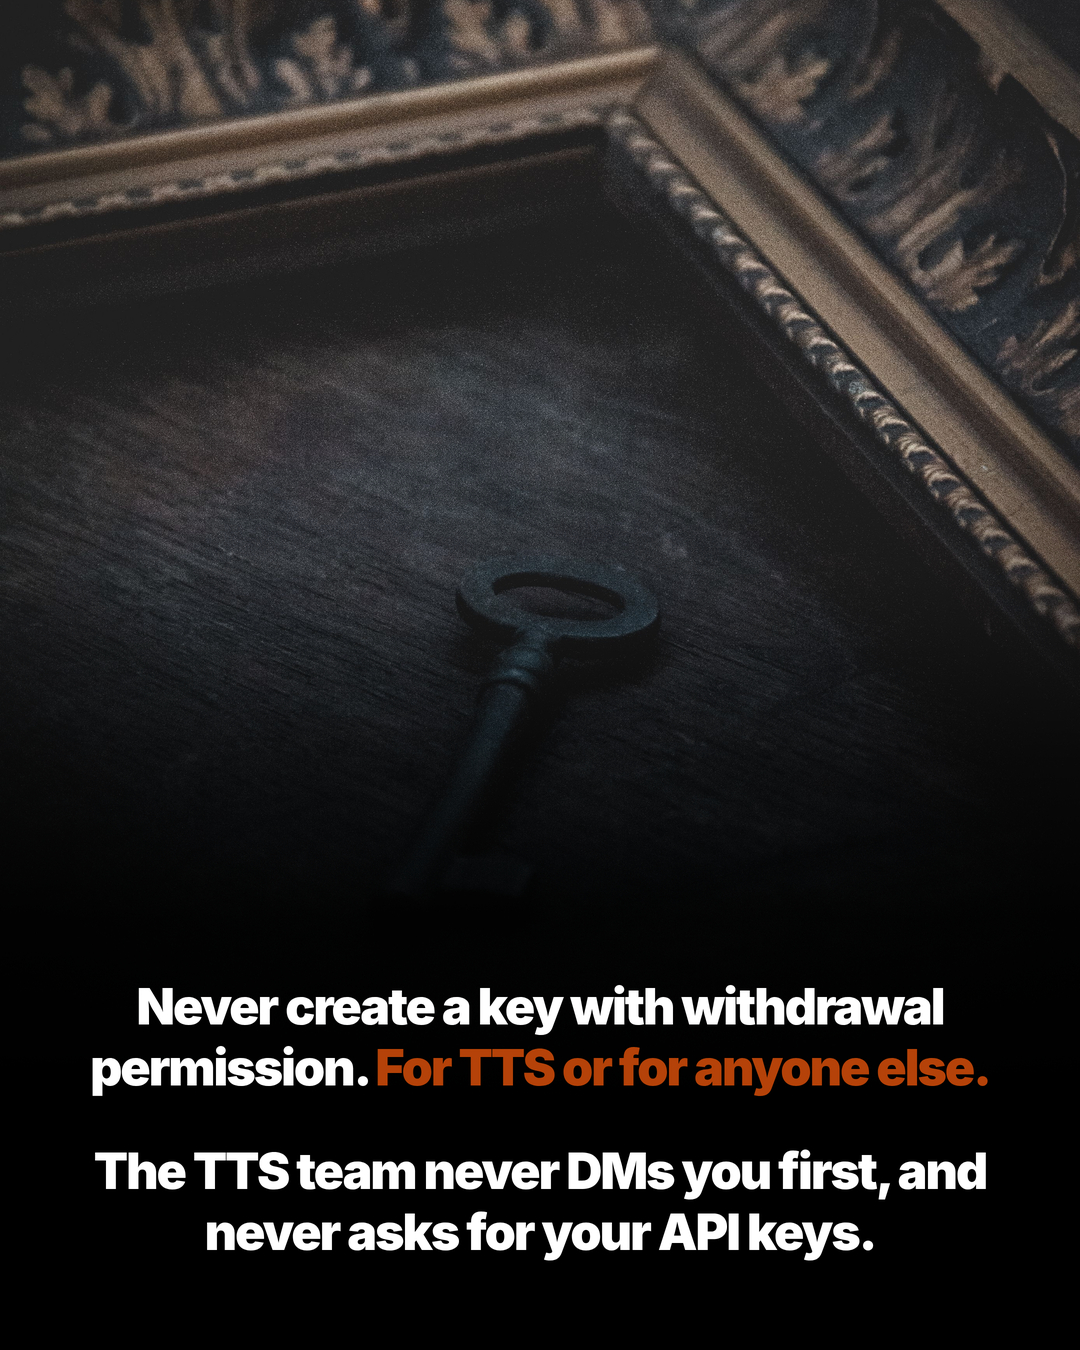 Never create a key with withdrawal
permission. For TTS or for anyone else.
The TTS team never DMs you first, and
never asks for your API keys.